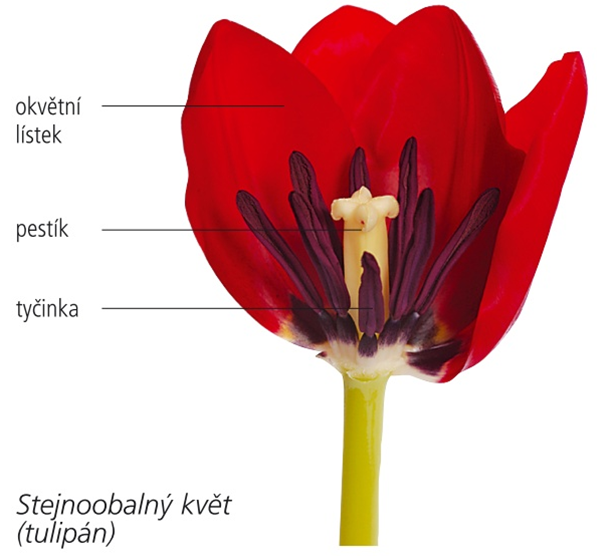 okvětní
lístek
pestík
tyčinka
Stejnoobalný květ
(tulipán)